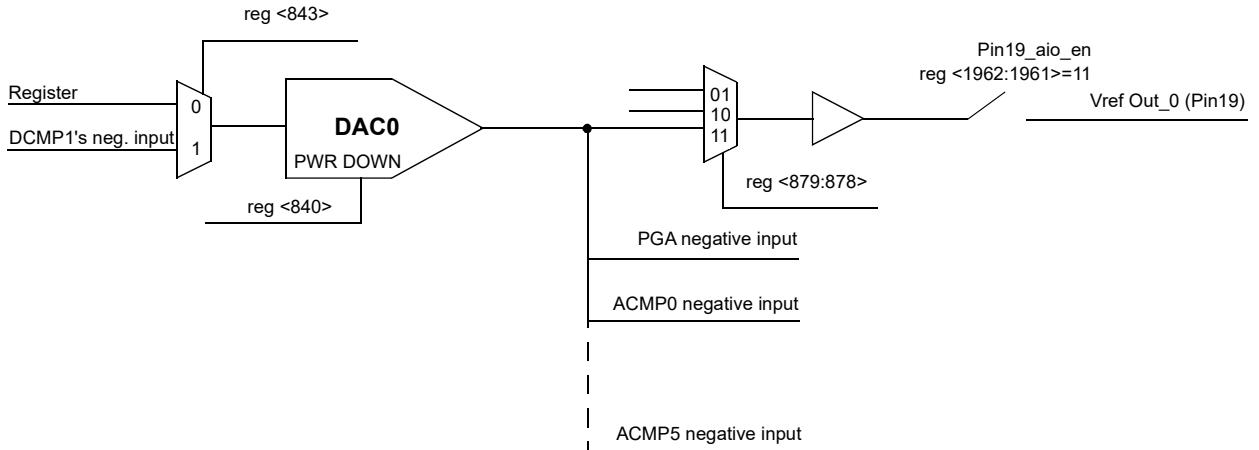 reg <843>
Pin19_aio_en
reg <1962:1961>=11
Register
0
01
Vref Out_0 (Pin19)
10
DAC0
DCMP1's neg. input
1
11
PWR DOWN
reg <879:878>
reg <840>
PGA negative input
ACMP0 negative input
ACMP5 negative input